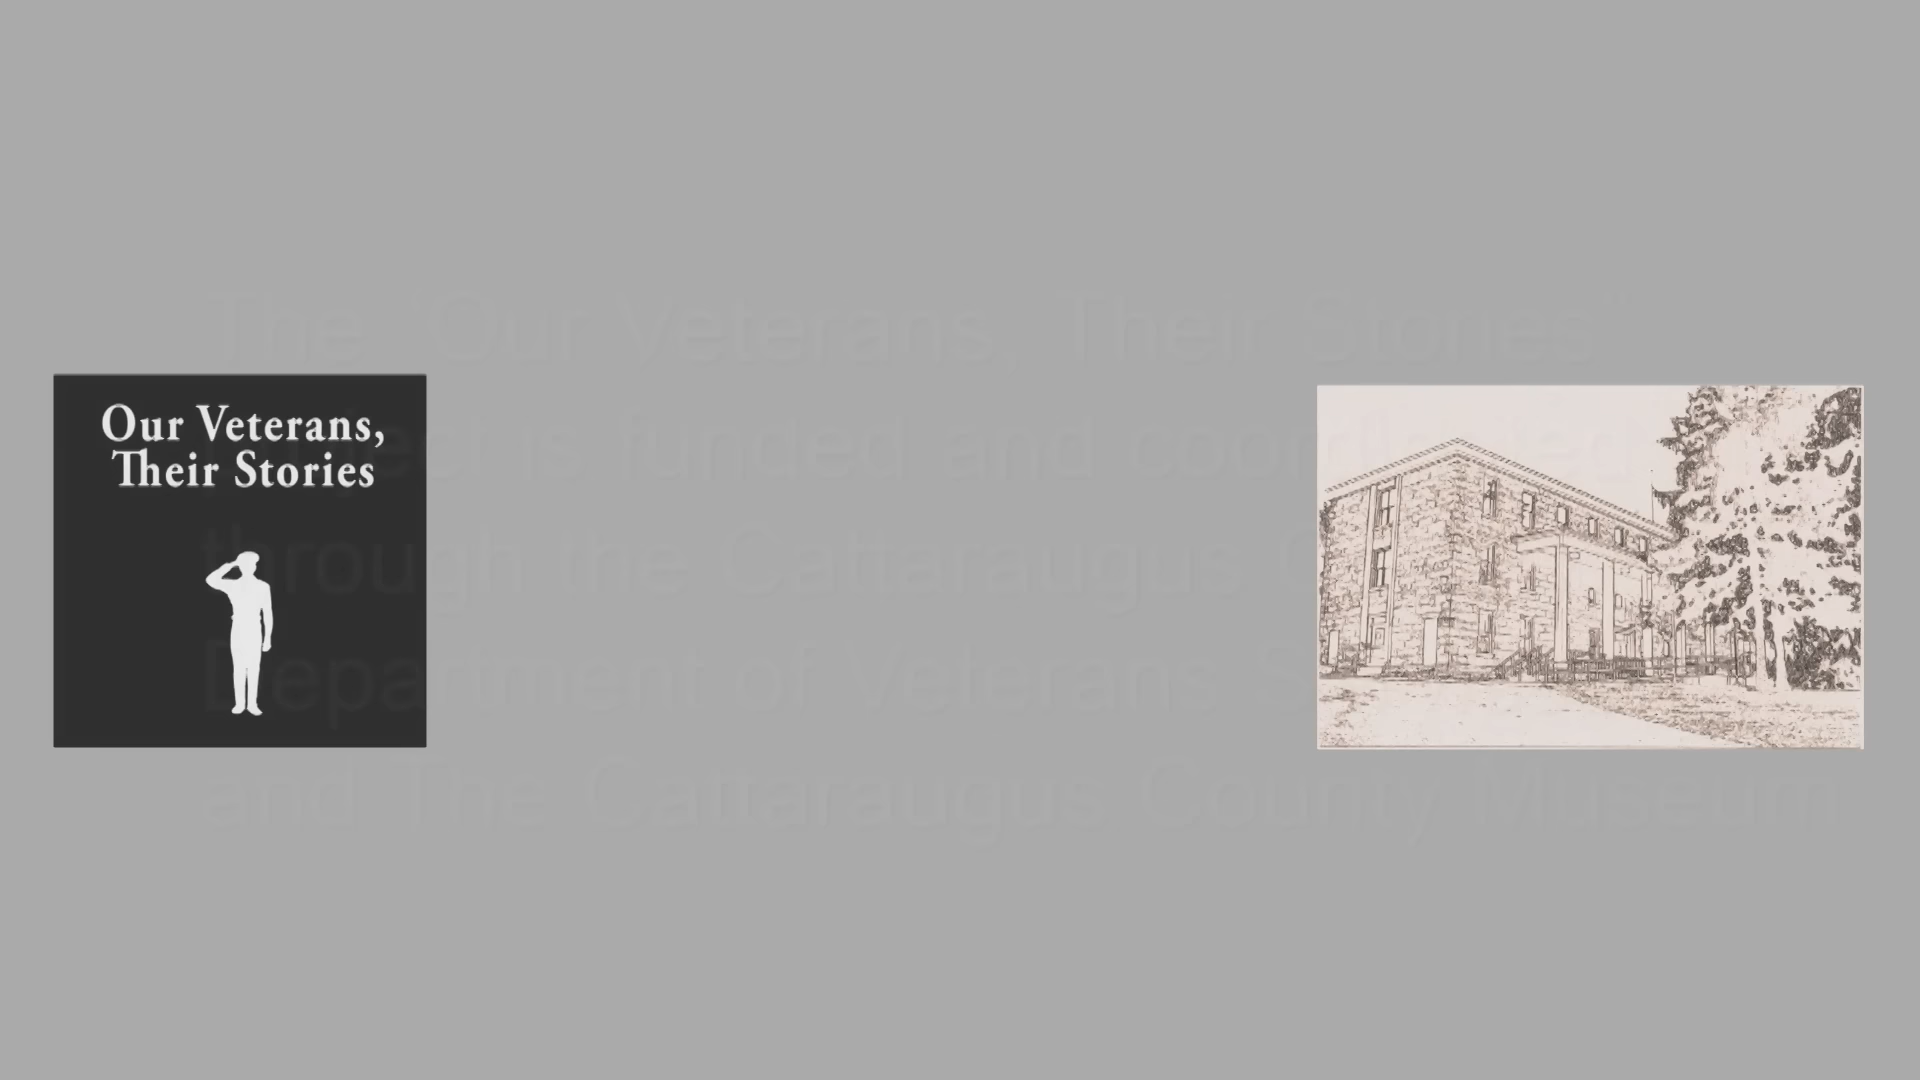 The "Our Veterans, Their Stories"
Project is funded and coordinated
through the Cattaraugus
Department of Veterans
and The Cattaraugus County Museum
Our Veterans,
Their Stories